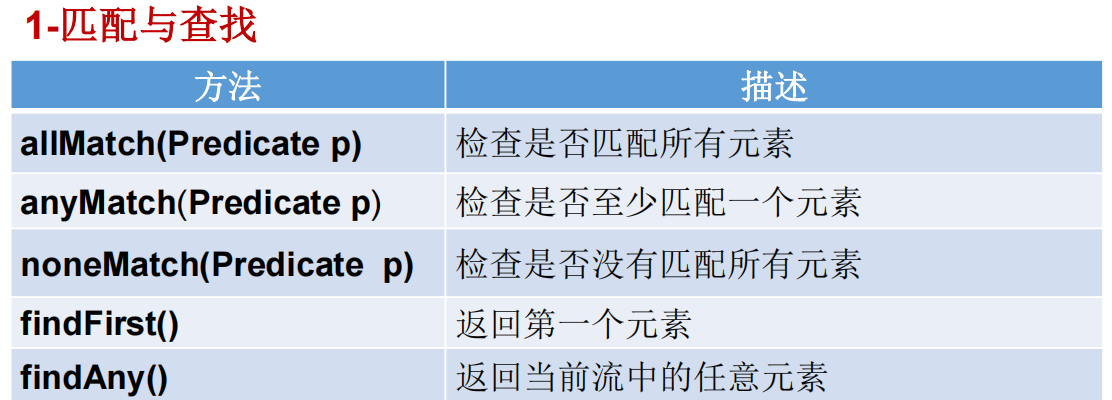 1-匹配与查找
方法 描述
allMatch(Predicate p) 检查是否匹配所有元素
anyMatch(Predicate p) 检查是否至少匹配一个元素
noneMatch(Predicate  p) 检查是否没有匹配所有元素
findFirst() 返回第一个元素
findAny() 返回当前流中的任意元素